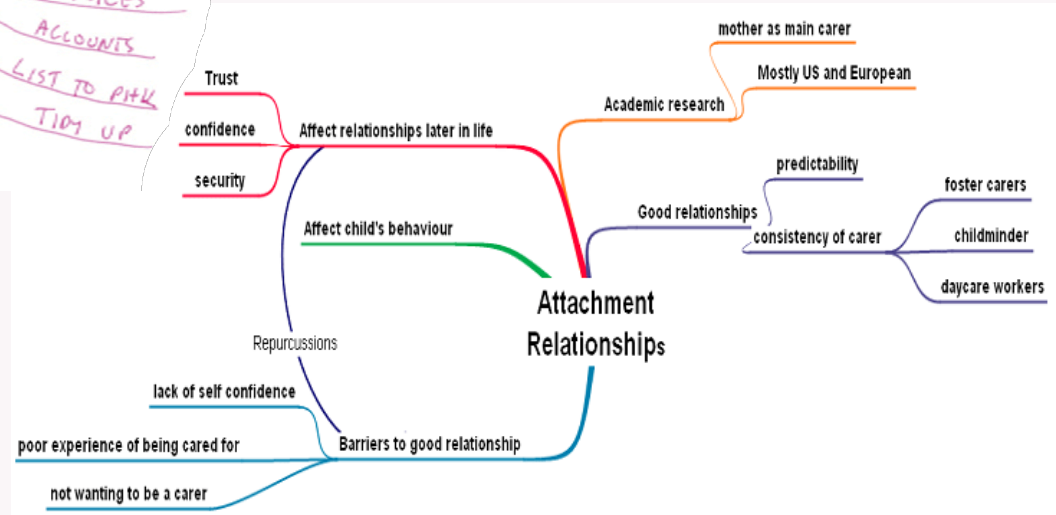 ACCOUNTS
LIST TO
TIDY UP
mother as main carer
Mostly US and European
Academic research
Trust
confidence
security
Affect relationships later in life
predictability
Good relationships
consistency of carer
foster carers
childminder
daycare workers
Affect child's behaviour
Attachment
Relationships
Repurcussions
lack of self confidence
poor experience of being cared for
not wanting to be a carer
Barriers to good relationship